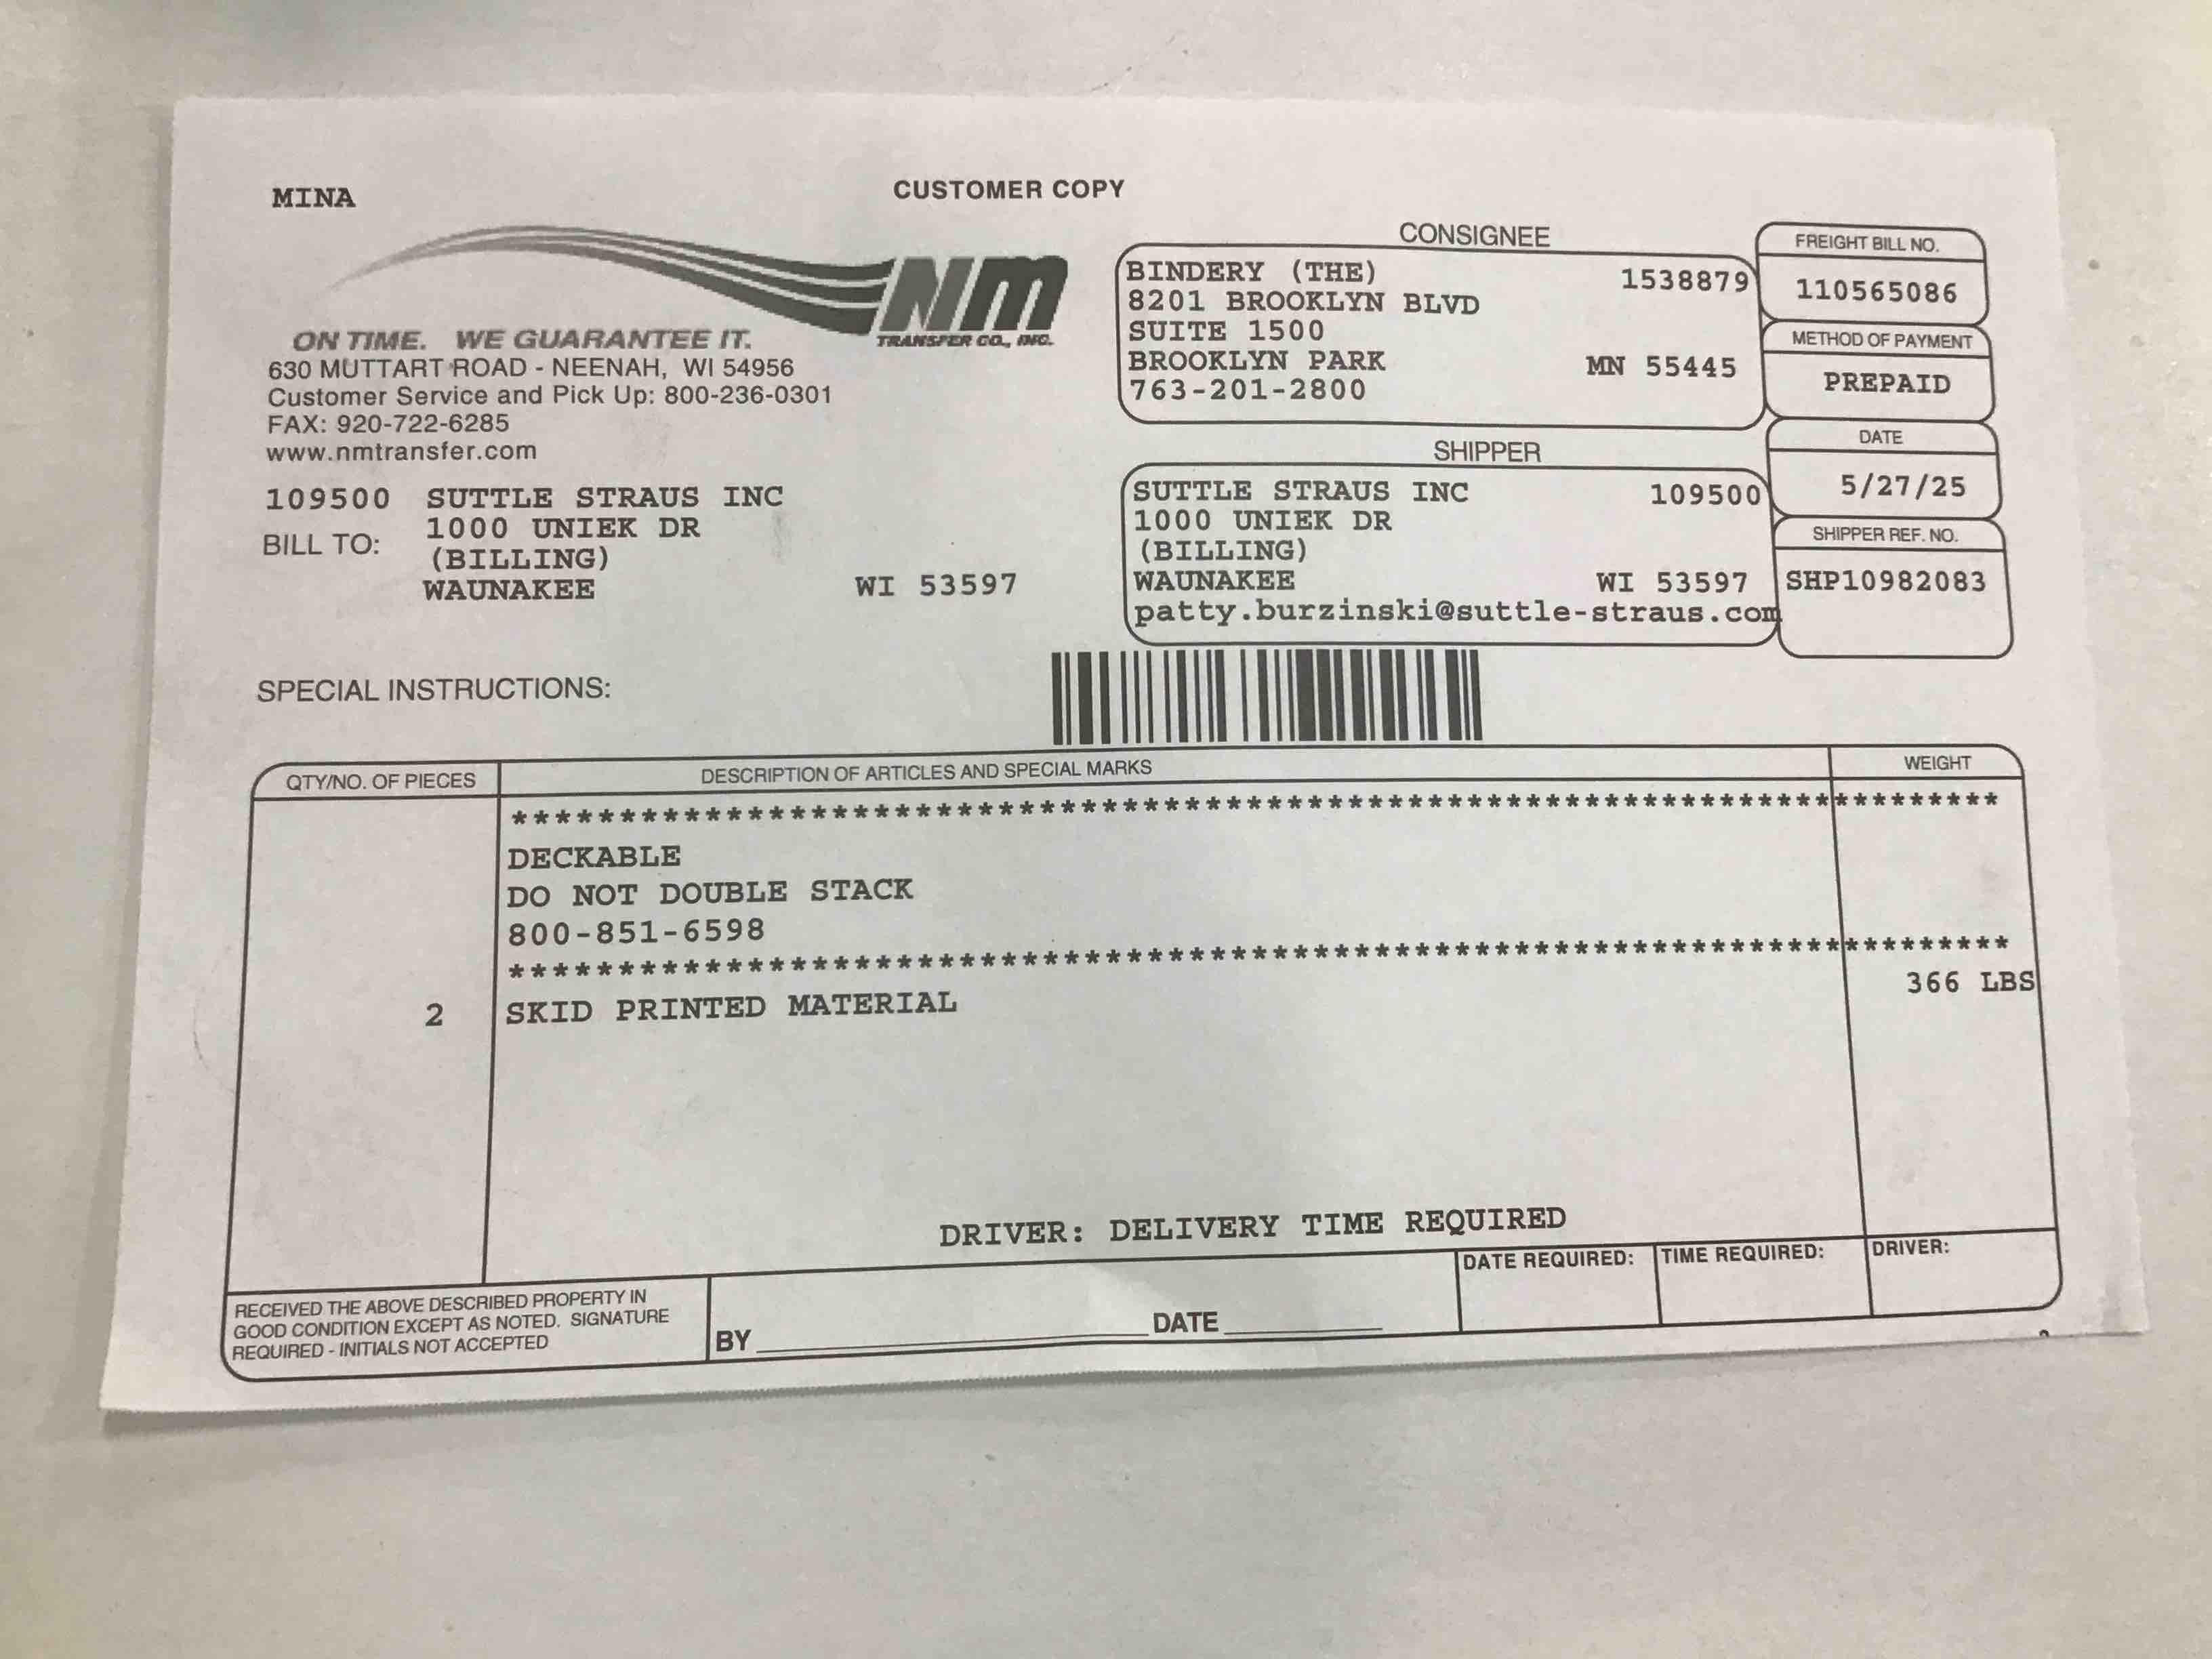 MINA
CUSTOMER COPY
NM
TRANSFER CO., INC.
ON TIME. WE GUARANTEE IT.
630 MUTTART ROAD - NEENAH, WI 54956
Customer Service and Pick Up: 800-236-0301
FAX: 920-722-6285
www.nmtransfer.com
109500 SUTTLE STRAUS INC
BILL TO: 1000 UNIEK DR
(BILLING)
WAUNAKEE WI 53597
CONSIGNEE
BINDERY (THE) 1538879
8201 BROOKLYN BLVD
SUITE 1500
BROOKLYN PARK MN 55445
763-201-2800
SHIPPER
SUTTLE STRAUS INC 109500
1000 UNIEK DR
(BILLING)
WAUNAKEE WI 53597
patty.burzinski@suttle-straus.com
FREIGHT BILL NO.
110565086
METHOD OF PAYMENT
PREPAID
DATE
5/27/25
SHIPPER REF. NO.
SHP10982083
SPECIAL INSTRUCTIONS:
QTY/NO. OF PIECES DESCRIPTION OF ARTICLES AND SPECIAL MARKS WEIGHT
**********************************************************************
DECKABLE
DO NOT DOUBLE STACK
800-851-6598
**********************************************************************
2 SKID PRINTED MATERIAL 366 LBS
DRIVER: DELIVERY TIME REQUIRED
RECEIVED THE ABOVE DESCRIBED PROPERTY IN
GOOD CONDITION EXCEPT AS NOTED. SIGNATURE
REQUIRED - INITIALS NOT ACCEPTED
BY DATE
DATE REQUIRED: TIME REQUIRED: DRIVER: